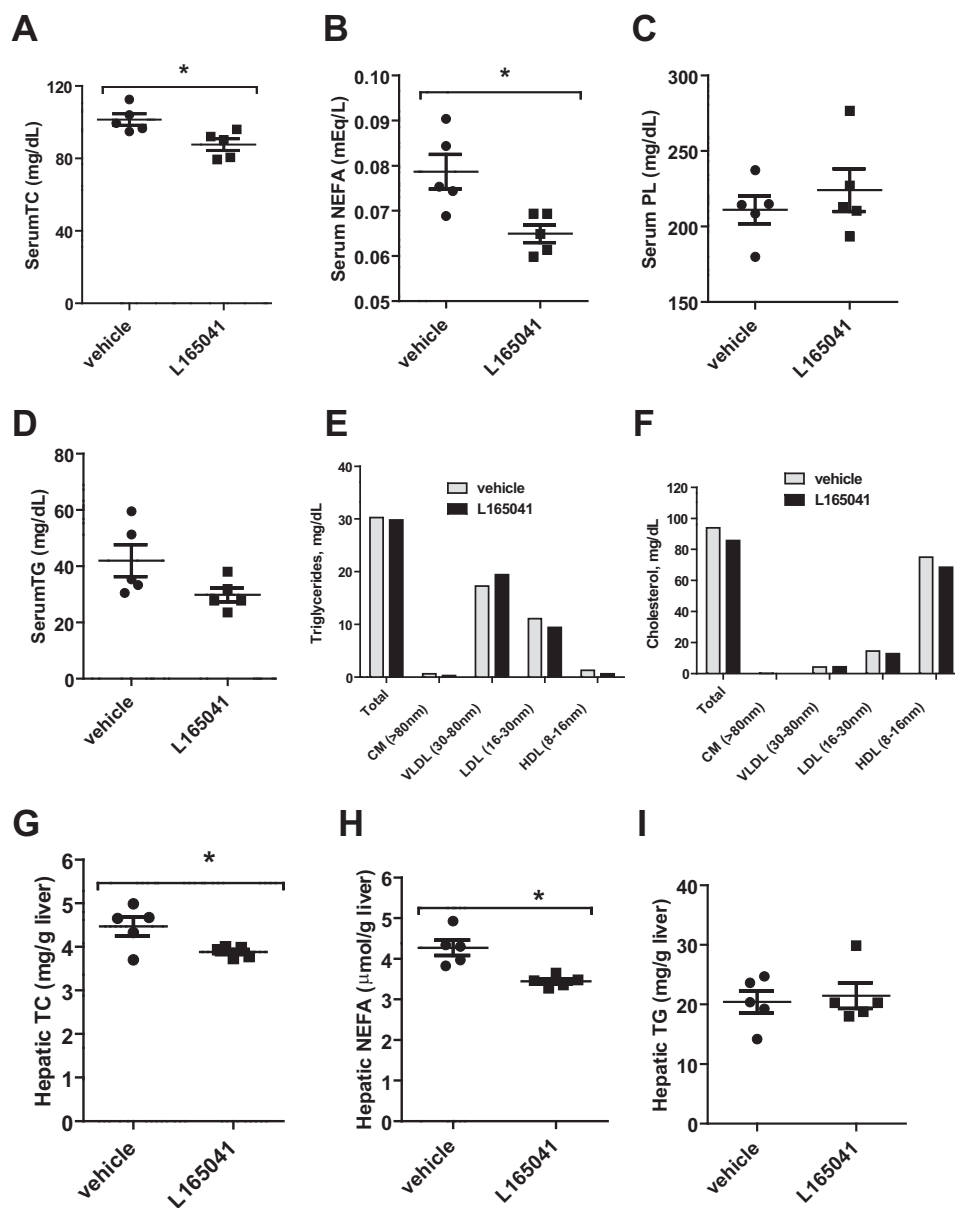 A
*
SerumTC (mg/dL)
120
80
40
0
vehicle
L165041
B
*
Serum NEFA (mEq/L)
0.10
0.09
0.08
0.07
0.06
0.05
vehicle
L165041
C
Serum PL (mg/dL)
300
250
200
150
vehicle
L165041
D
SerumTG (mg/dL)
80
60
40
20
0
vehicle
L165041
E
vehicle
L165041
Triglycerides, mg/dL
40
30
20
10
0
Total
CM (>80nm)
VLDL (30-80nm)
LDL (16-30nm)
HDL (8-16nm)
F
vehicle
L165041
Cholesterol, mg/dL
120
100
80
60
40
20
0
Total
CM (>80nm)
VLDL (30-80nm)
LDL (16-30nm)
HDL (8-16nm)
G
*
Hepatic TC (mg/g liver)
6
5
4
3
2
1
0
vehicle
L165041
H
*
Hepatic NEFA (μmol/g liver)
6
5
4
3
2
1
0
vehicle
L165041
I
Hepatic TG (mg/g liver)
40
30
20
10
0
vehicle
L165041